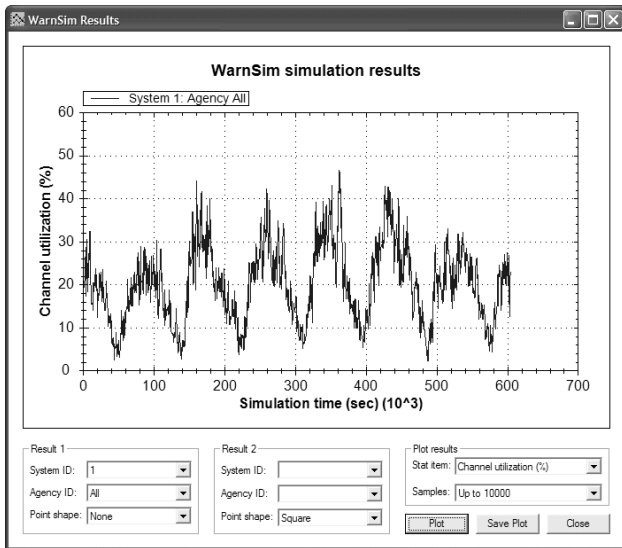 WarnSim Results
WarnSim simulation results
System 1: Agency All
Channel utilization (%)
60
50
40
30
20
10
0
0 100 200 300 400 500 600 700
Simulation time (sec) (10^3)
Result 1
System ID: 1
Agency ID: All
Point shape: None
Result 2
System ID:
Agency ID:
Point shape: Square
Plot results
Stat item: Channel utilization (%)
Samples: Up to 10000
Plot Save Plot Close